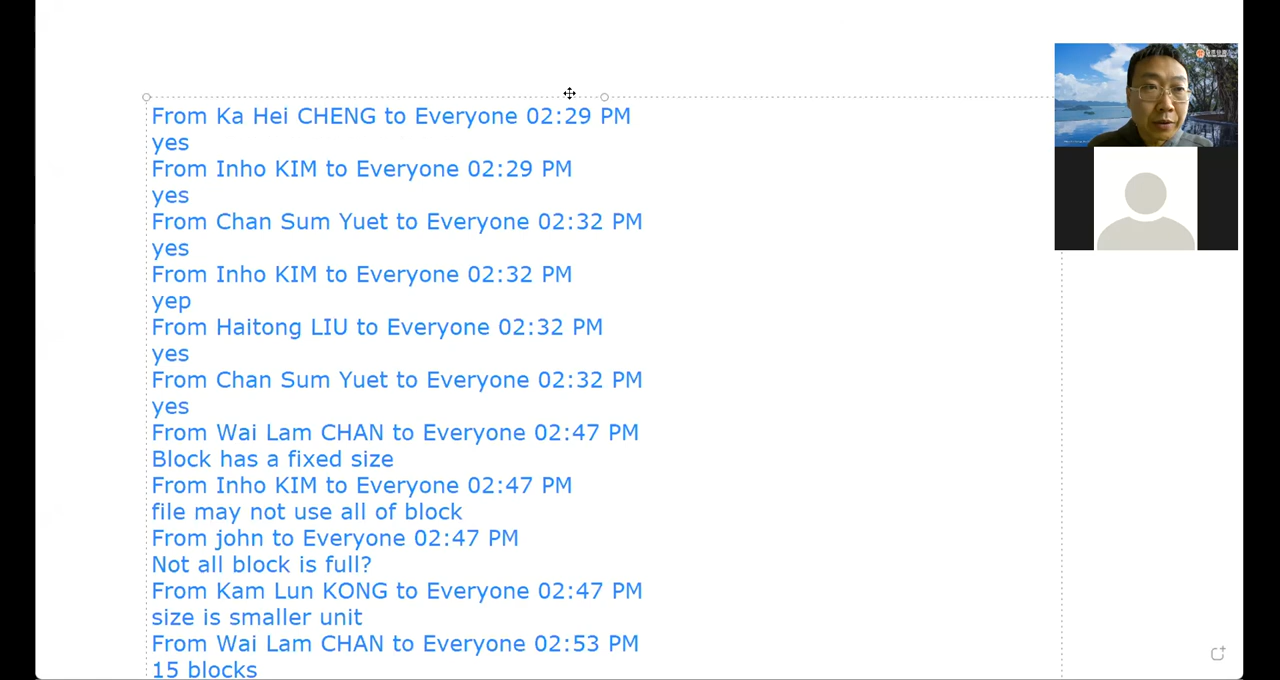 From Ka Hei CHENG to Everyone 02:29 PM
yes
From Inho KIM to Everyone 02:29 PM
yes
From Chan Sum Yuet to Everyone 02:32 PM
yes
From Inho KIM to Everyone 02:32 PM
yep
From Haitong LIU to Everyone 02:32 PM
yes
From Chan Sum Yuet to Everyone 02:32 PM
yes
From Wai Lam CHAN to Everyone 02:47 PM
Block has a fixed size
From Inho KIM to Everyone 02:47 PM
file may not use all of block
From john to Everyone 02:47 PM
Not all block is full?
From Kam Lun KONG to Everyone 02:47 PM
size is smaller unit
From Wai Lam CHAN to Everyone 02:53 PM
15 blocks